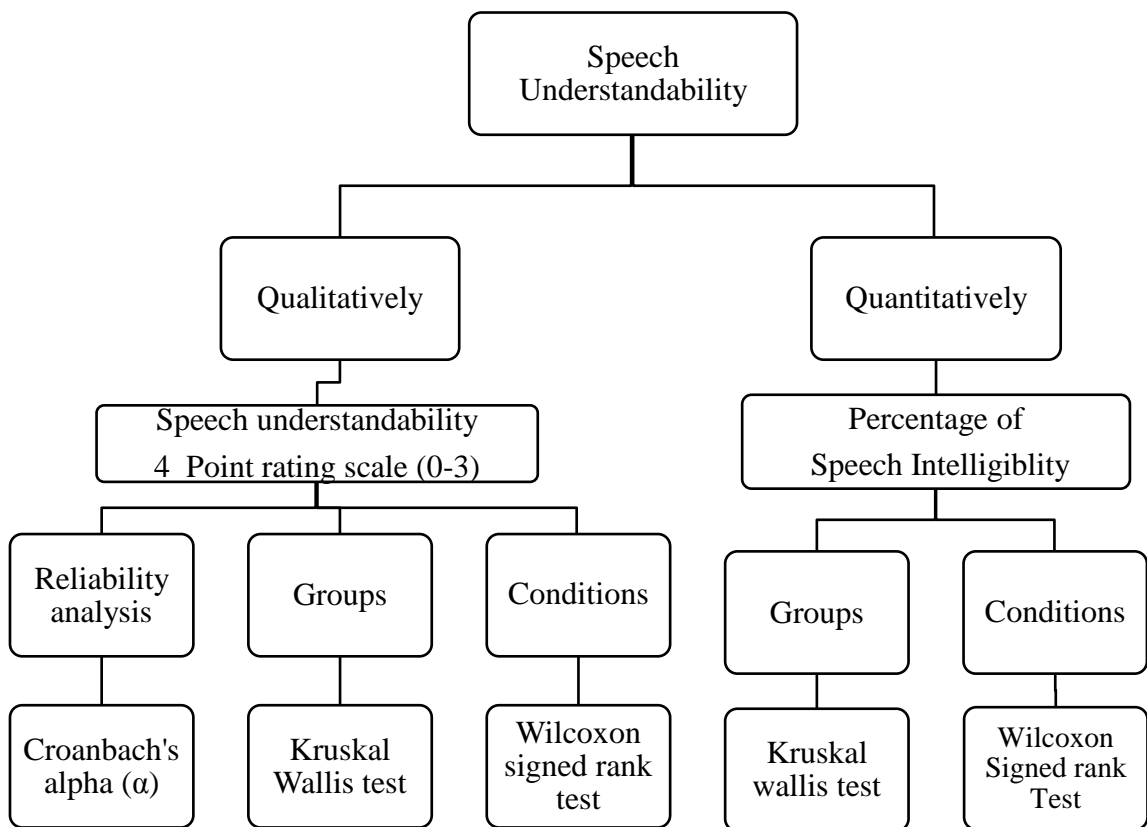 Speech
Understandability
Qualitatively
Quantitatively
Speech understandability
4 Point rating scale (0-3)
Percentage of
Speech Intelligiblity
Reliability
analysis
Groups
Conditions
Groups
Conditions
Croanbach's
alpha (α)
Kruskal
Wallis test
Wilcoxon
signed rank
test
Kruskal
wallis test
Wilcoxon
Signed rank
Test